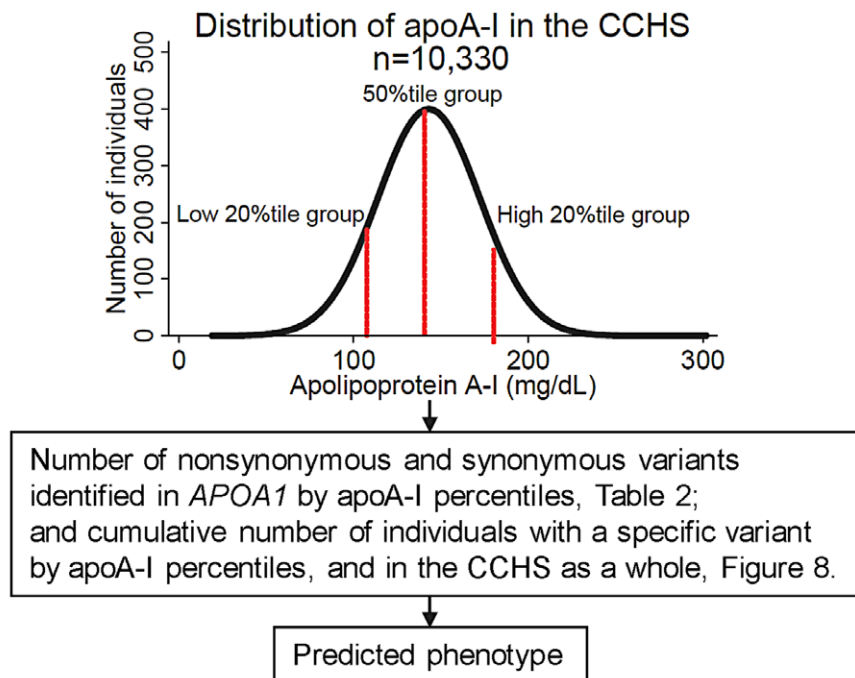 Distribution of apoA-I in the CCHS
n=10,330
50%tile group
Low 20%tile group
High 20%tile group
Number of individuals
500
400
300
200
100
0
0
100
200
300
Apolipoprotein A-I (mg/dL)
Number of nonsynonymous and synonymous variants
identified in APOA1 by apoA-I percentiles, Table 2;
and cumulative number of individuals with a specific variant
by apoA-I percentiles, and in the CCHS as a whole, Figure 8.
Predicted phenotype